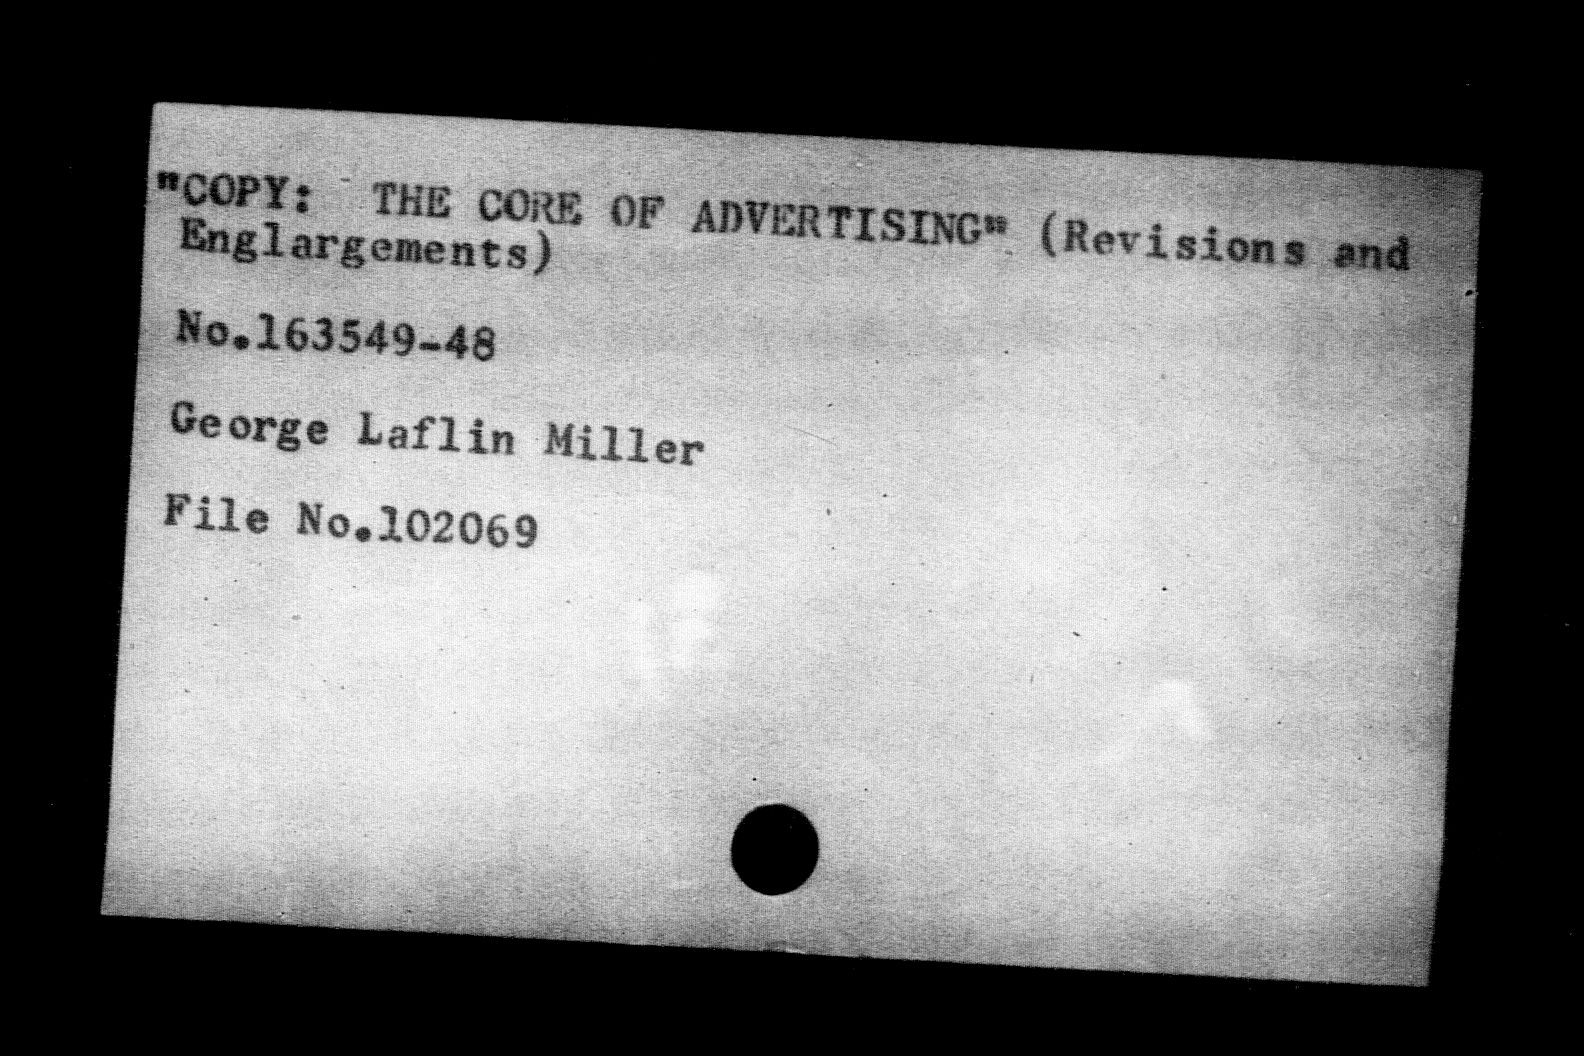 "COPY: THE CORE OF ADVERTISING" (Revisions and
Englargements)
No.163549-48
George Laflin Miller
File No.102069